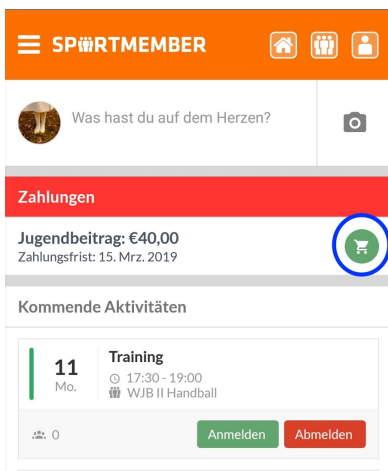 SPORTMEMBER
Was hast du auf dem Herzen?
Zahlungen
Jugendbeitrag: €40,00
Zahlungsfrist: 15. Mrz. 2019
Kommende Aktivitäten
11
Mo.
Training
17:30 - 19:00
WJB II Handball
0
Anmelden
Abmelden